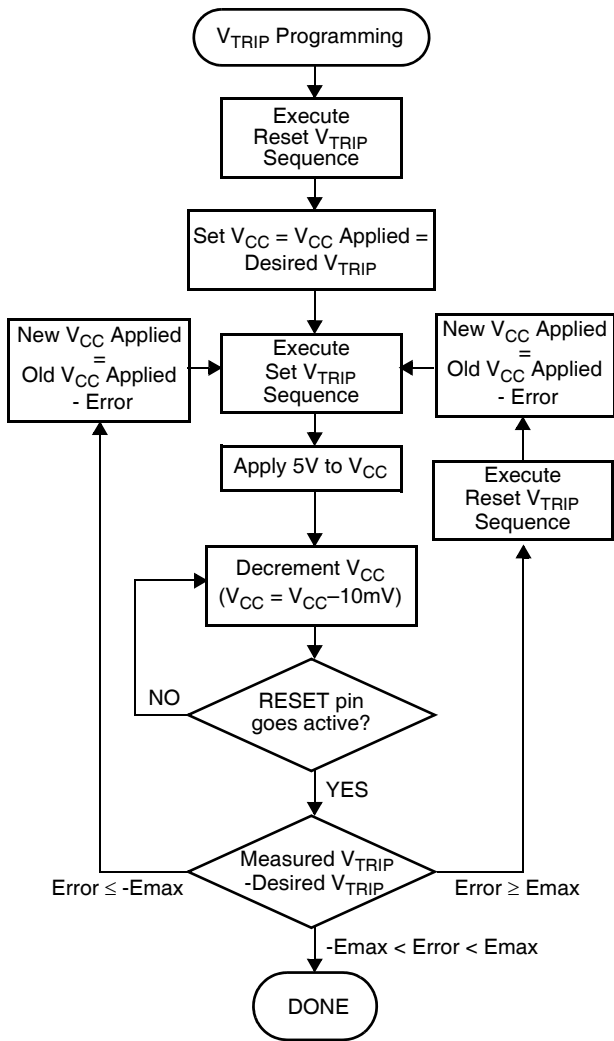 V_TRIP Programming
Execute
Reset V_TRIP
Sequence
Set V_CC = V_CC Applied =
Desired V_TRIP
New V_CC Applied
=
Old V_CC Applied
- Error
Execute
Set V_TRIP
Sequence
New V_CC Applied
=
Old V_CC Applied
- Error
Apply 5V to V_CC
Execute
Reset V_TRIP
Sequence
Decrement V_CC
(V_CC = V_CC–10mV)
NO
RESET pin
goes active?
YES
Measured V_TRIP
-Desired V_TRIP
Error ≤ -Emax
Error ≥ Emax
-Emax < Error < Emax
DONE